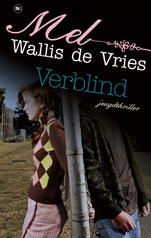 Mel
Wallis de Vries
Verblind
jeugdthriller